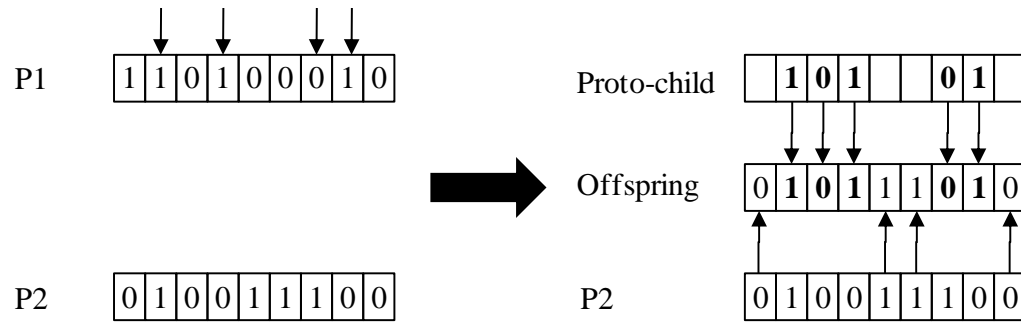 P1 1 1 0 1 0 0 0 1 0
Proto-child 1 0 1 0 1
Offspring 0 1 0 1 1 1 0 1 0
P2 0 1 0 0 1 1 1 0 0
P2 0 1 0 0 1 1 1 0 0